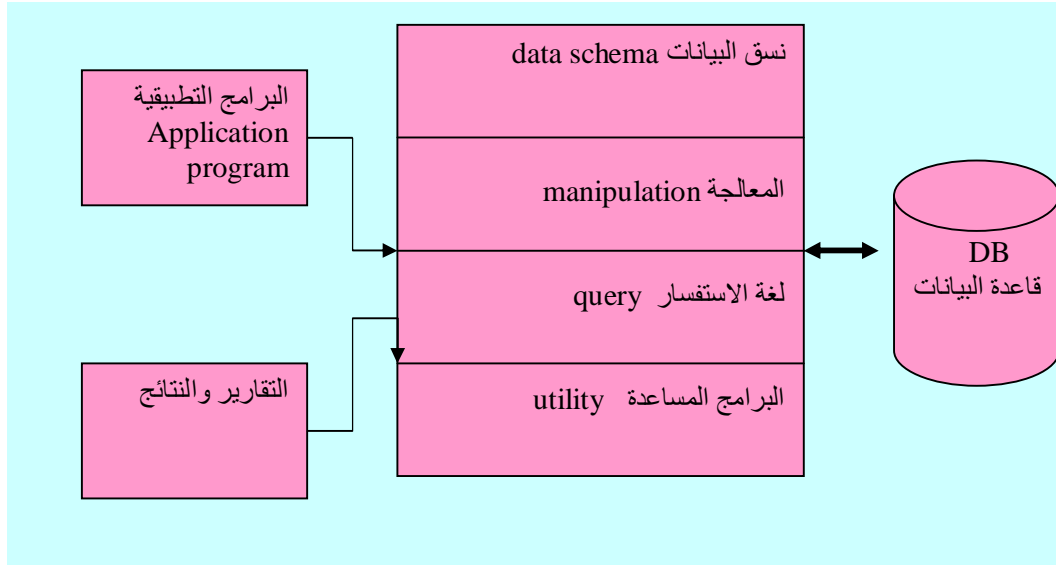 نسق البيانات data schema
البرامج التطبيقية
Application
program
المعالجة manipulation
DB
قاعدة البيانات
لغة الاستفسار query
التقارير والنتائج
البرامج المساعدة utility